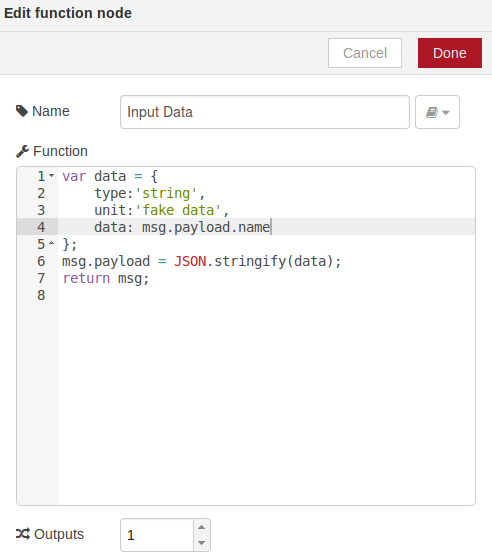 Edit function node
Cancel Done
Name Input Data
Function
1 var data = {
2 type:'string',
3 unit:'fake data',
4 data: msg.payload.name
5 };
6 msg.payload = JSON.stringify(data);
7 return msg;
8
Outputs 1